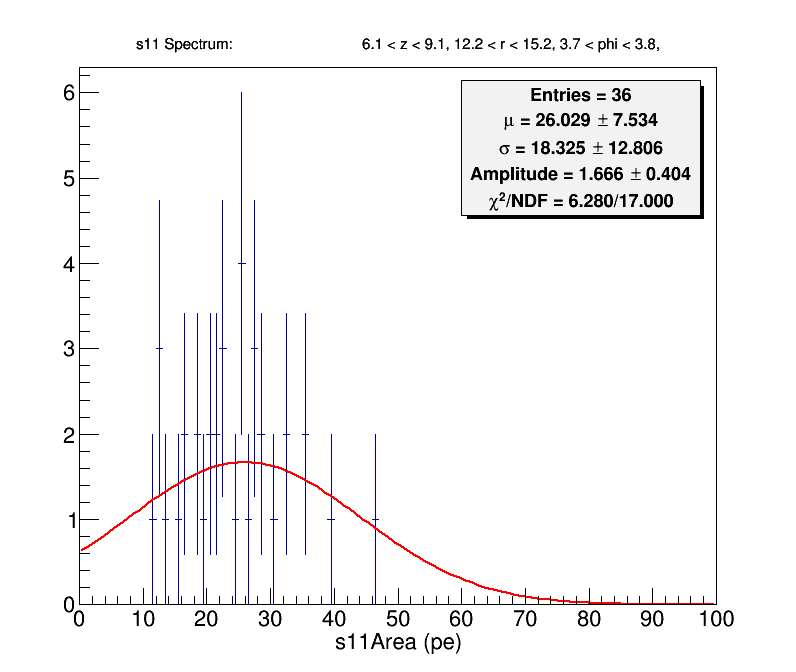 s11 Spectrum: 6.1 < z < 9.1, 12.2 < r < 15.2, 3.7 < phi < 3.8,
Entries = 36
μ = 26.029 ± 7.534
σ = 18.325 ± 12.806
Amplitude = 1.666 ± 0.404
χ²/NDF = 6.280/17.000
6
5
4
3
2
1
0
0 10 20 30 40 50 60 70 80 90 100
s11Area (pe)